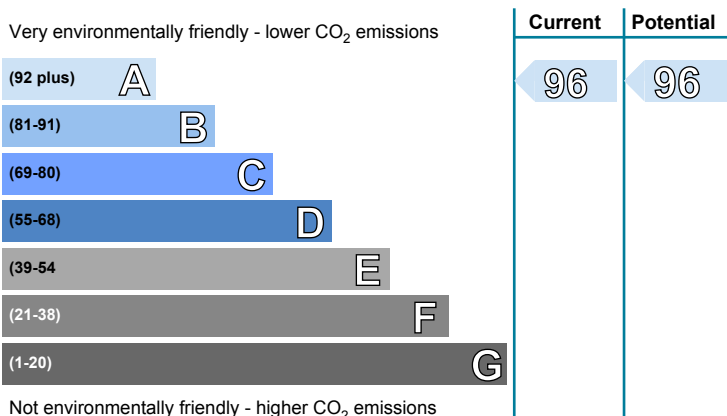 Current Potential
Very environmentally friendly - lower CO2 emissions
(92 plus) A 96 96
(81-91) B
(69-80) C
(55-68) D
(39-54 E
(21-38) F
(1-20) G
Not environmentally friendly - higher CO2 emissions